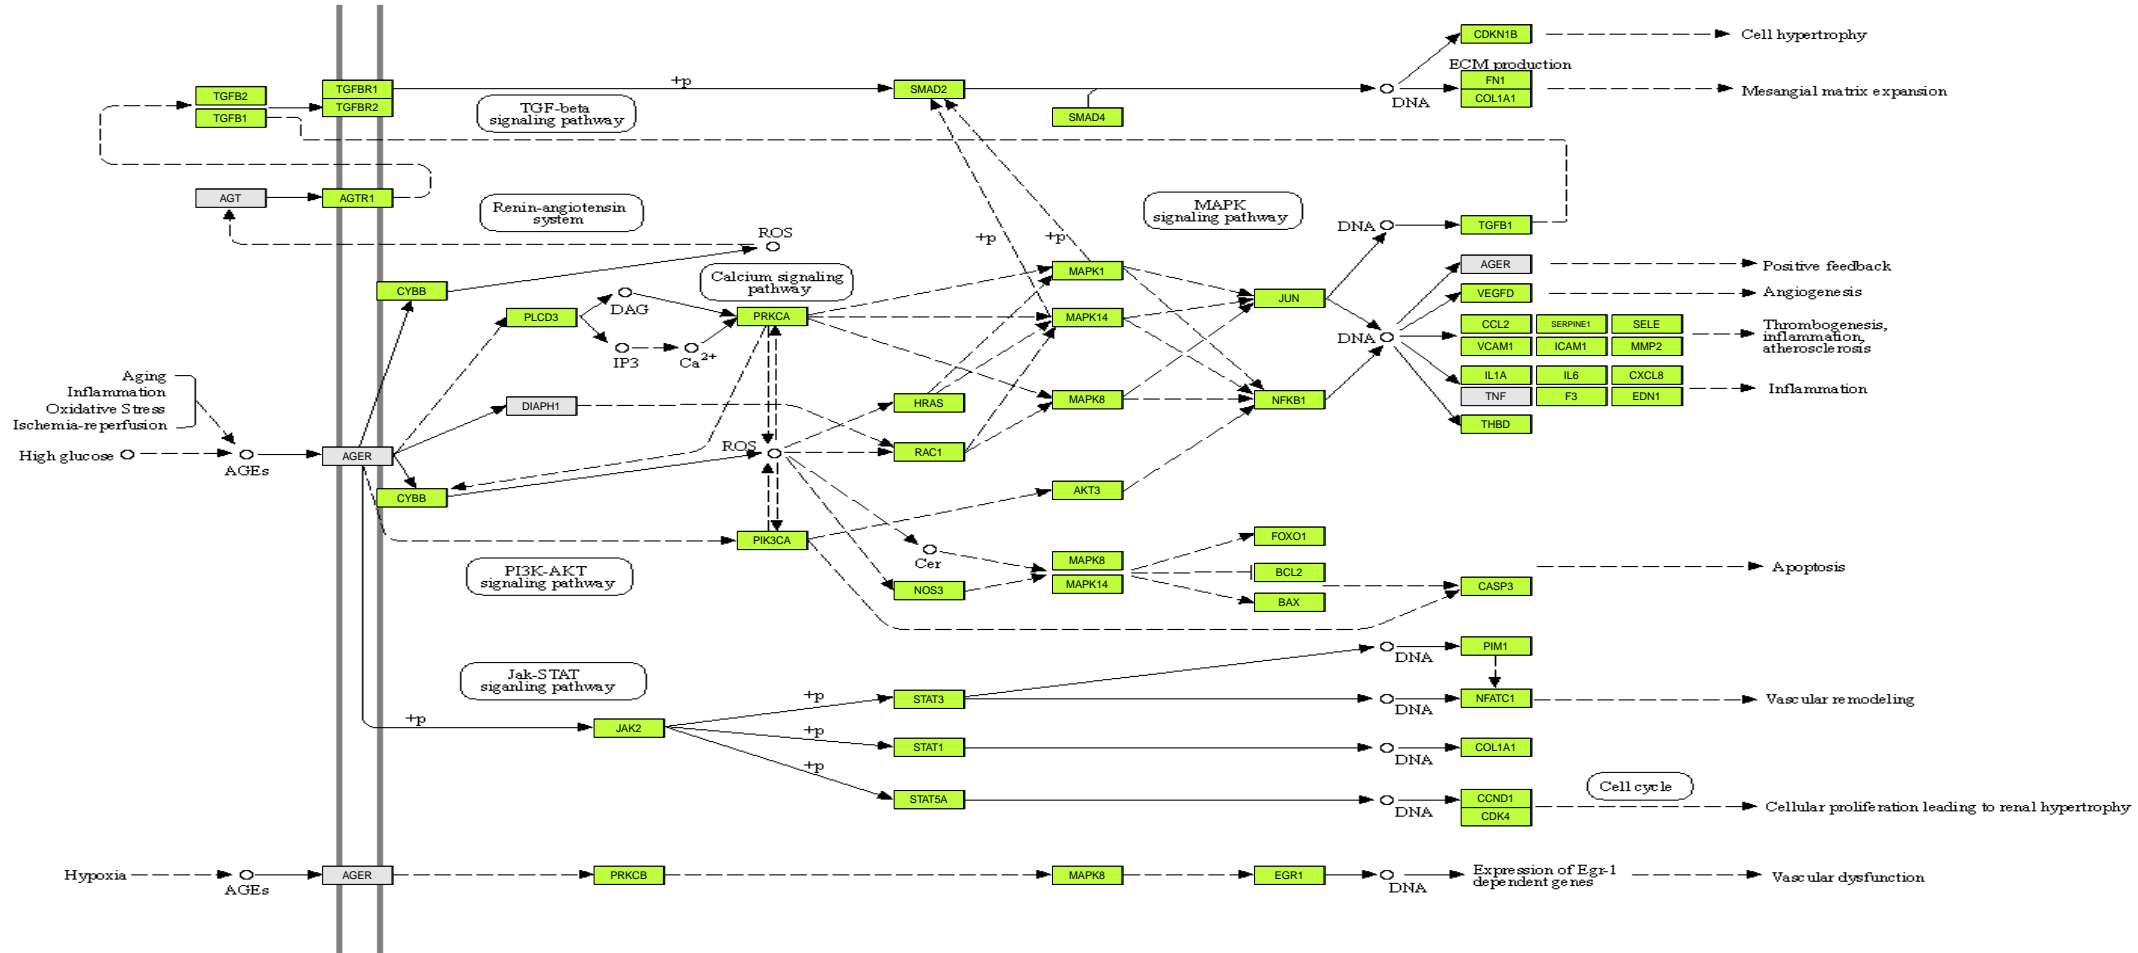 CDKN1B
Cell hypertrophy
ECM production
TGFBR1
+p
SMAD2
FN1
Mesangial matrix expansion
TGFB2
TGFBR2
TGF-beta
signaling pathway
DNA
COL1A1
TGFB1
SMAD4
AGT
AGTR1
Renin-angiotensin
system
MAPK
signaling pathway
ROS
+p
+p
DNA
TGFB1
Calcium signaling
pathway
MAPK1
AGER
Positive feedback
CYBB
JUN
VEGFD
Angiogenesis
PLCD3
DAG
PRKCA
MAPK14
CCL2
SERPINE1
SELE
Thrombogenesis,
inflammation,
atherosclerosis
DNA
VCAM1
ICAM1
MMP2
IP3
Ca2+
Aging
Inflammation
Oxidative Stress
Ischemia-reperfusion
IL1A
IL6
CXCL8
Inflammation
DIAPH1
HRAS
MAPK8
NFKB1
TNF
F3
EDN1
THBD
High glucose
AGEs
AGER
ROS
RAC1
CYBB
AKT3
PIK3CA
FOXO1
Cer
PI3K-AKT
signaling pathway
MAPK8
BCL2
Apoptosis
NOS3
MAPK14
CASP3
BAX
DNA
PIM1
Jak-STAT
siganling pathway
+p
STAT3
DNA
NFATC1
Vascular remodeling
+p
JAK2
+p
STAT1
DNA
COL1A1
+p
STAT5A
DNA
CCND1
CDK4
Cell cycle
Cellular proliferation leading to renal hypertrophy
Hypoxia
AGEs
AGER
PRKCB
MAPK8
EGR1
DNA
Expression of Egr-1
dependent genes
Vascular dysfunction